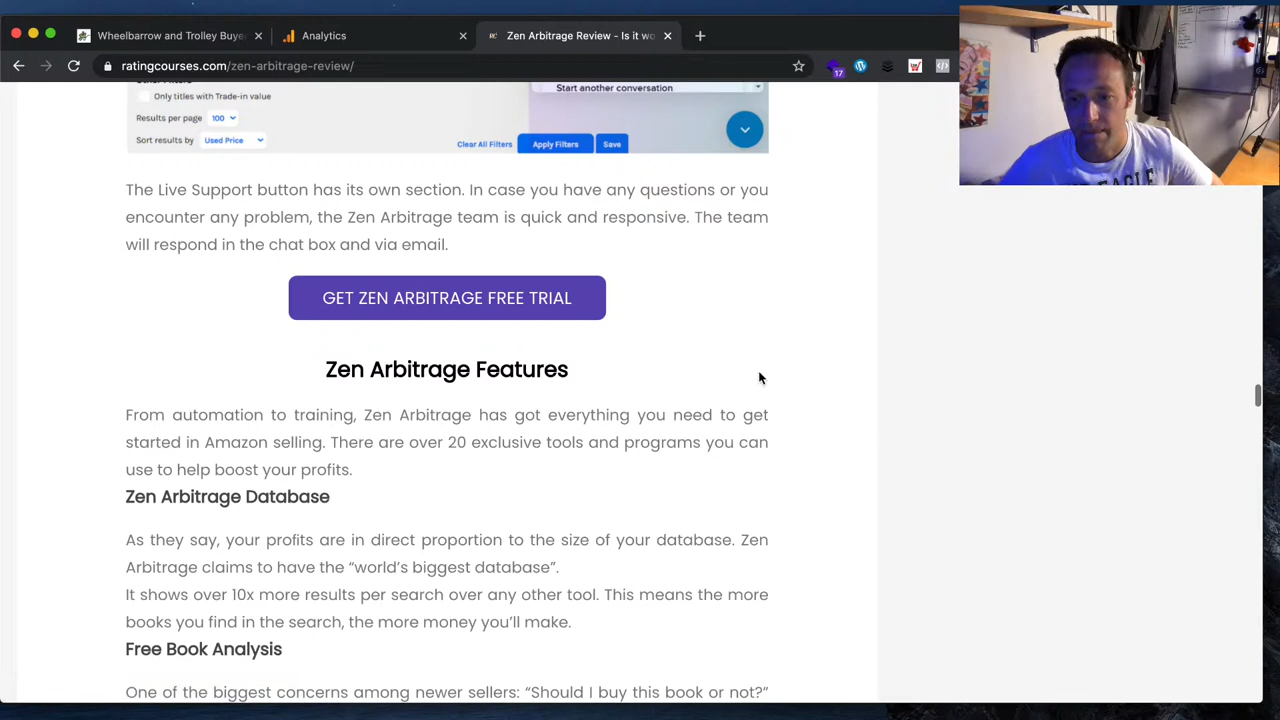 Wheelbarrow and Trolley Buye
Analytics
Zen Arbitrage Review - Is it wo
ratingcourses.com/zen-arbitrage-review/
17
Only titles with Trade-in value
Start another conversation
Results per page 100
Sort results by Used Price
Clear All Filters Apply Filters Save
The Live Support button has its own section. In case you have any questions or you
encounter any problem, the Zen Arbitrage team is quick and responsive. The team
will respond in the chat box and via email.
GET ZEN ARBITRAGE FREE TRIAL
Zen Arbitrage Features
From automation to training, Zen Arbitrage has got everything you need to get
started in Amazon selling. There are over 20 exclusive tools and programs you can
use to help boost your profits.
Zen Arbitrage Database
As they say, your profits are in direct proportion to the size of your database. Zen
Arbitrage claims to have the “world’s biggest database”.
It shows over 10x more results per search over any other tool. This means the more
books you find in the search, the more money you’ll make.
Free Book Analysis
One of the biggest concerns among newer sellers: “Should I buy this book or not?”